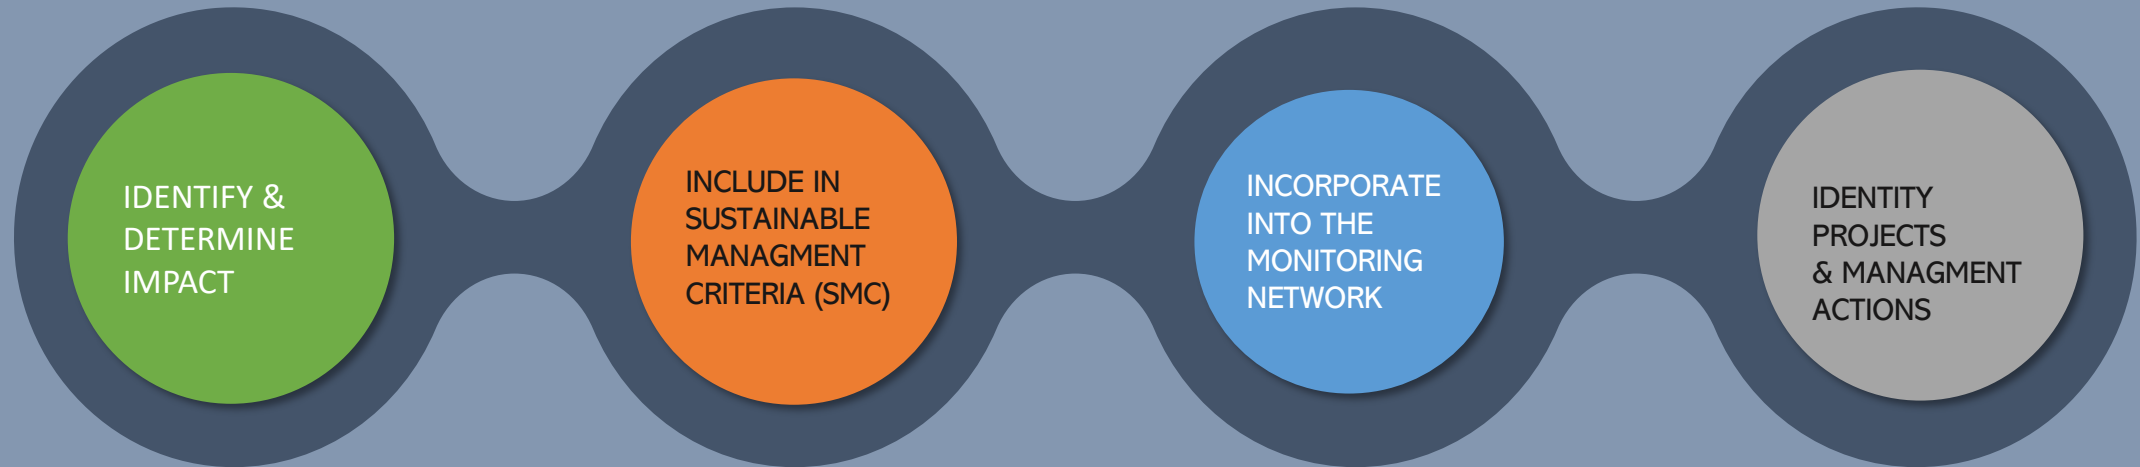 IDENTIFY &
DETERMINE
IMPACT
INCLUDE IN
SUSTAINABLE
MANAGMENT
CRITERIA (SMC)
INCORPORATE
INTO THE
MONITORING
NETWORK
IDENTITY
PROJECTS
& MANAGMENT
ACTIONS